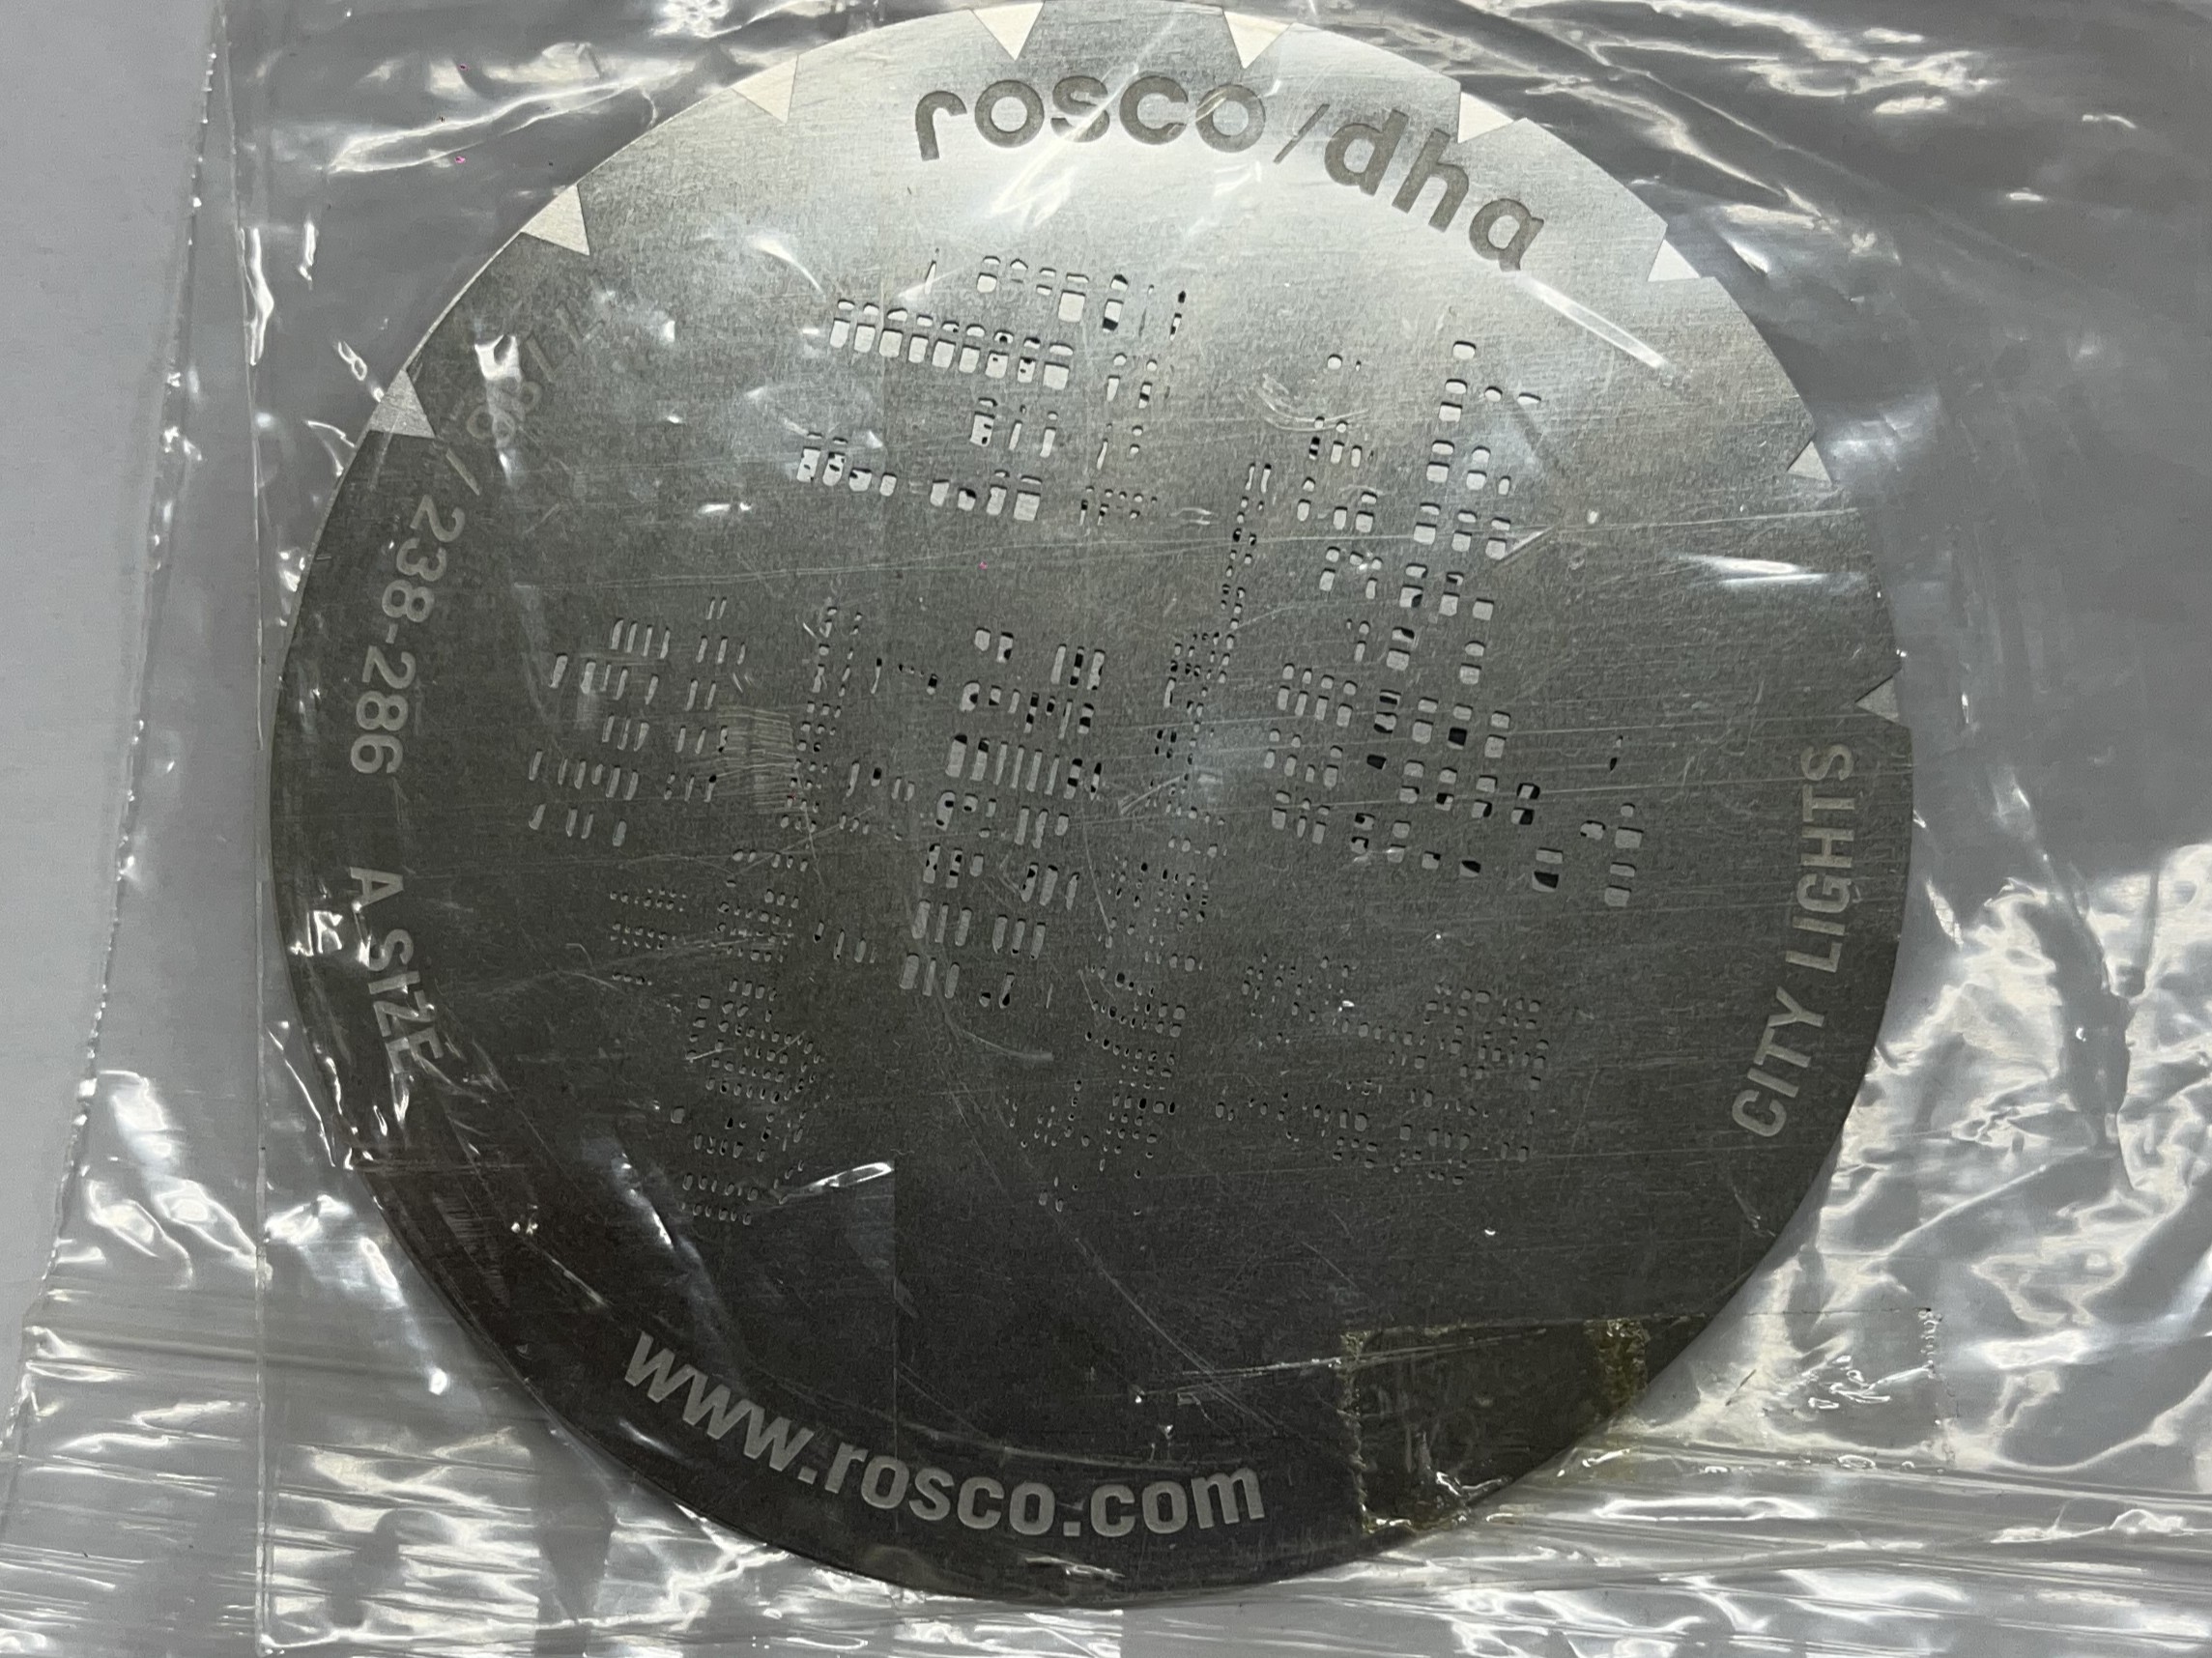 rosco/dha
CITY LIGHTS
www.rosco.com
A SIZE
238-286